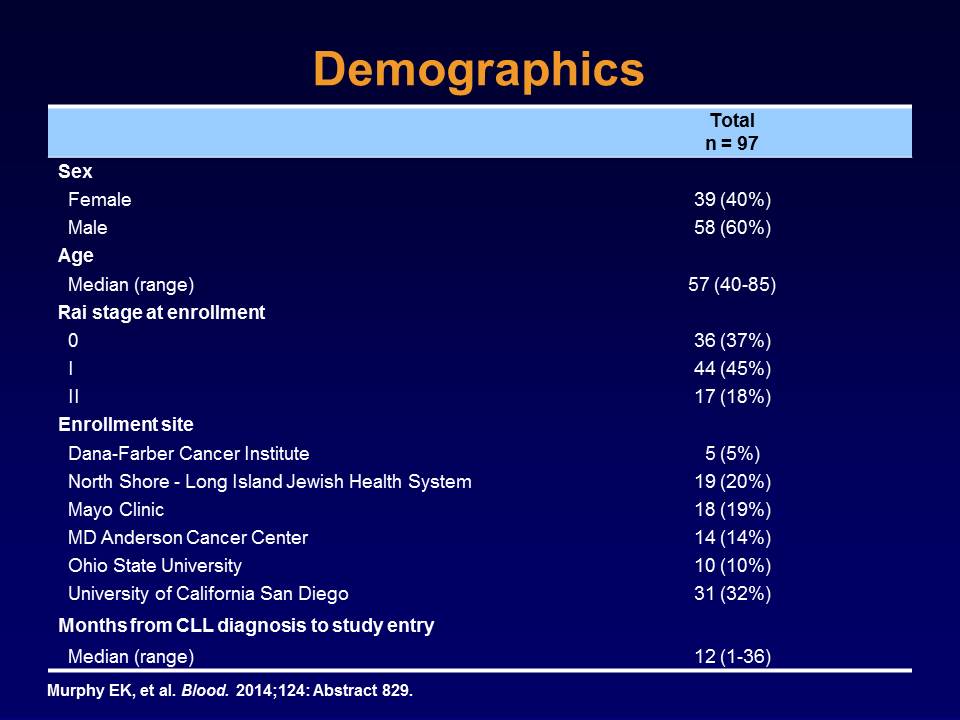 Demographics
Total
n = 97
Sex
Female 39 (40%)
Male 58 (60%)
Age
Median (range) 57 (40-85)
Rai stage at enrollment
0 36 (37%)
I 44 (45%)
II 17 (18%)
Enrollment site
Dana-Farber Cancer Institute 5 (5%)
North Shore - Long Island Jewish Health System 19 (20%)
Mayo Clinic 18 (19%)
MD Anderson Cancer Center 14 (14%)
Ohio State University 10 (10%)
University of California San Diego 31 (32%)
Months from CLL diagnosis to study entry
Median (range) 12 (1-36)
Murphy EK, et al. Blood. 2014;124: Abstract 829.